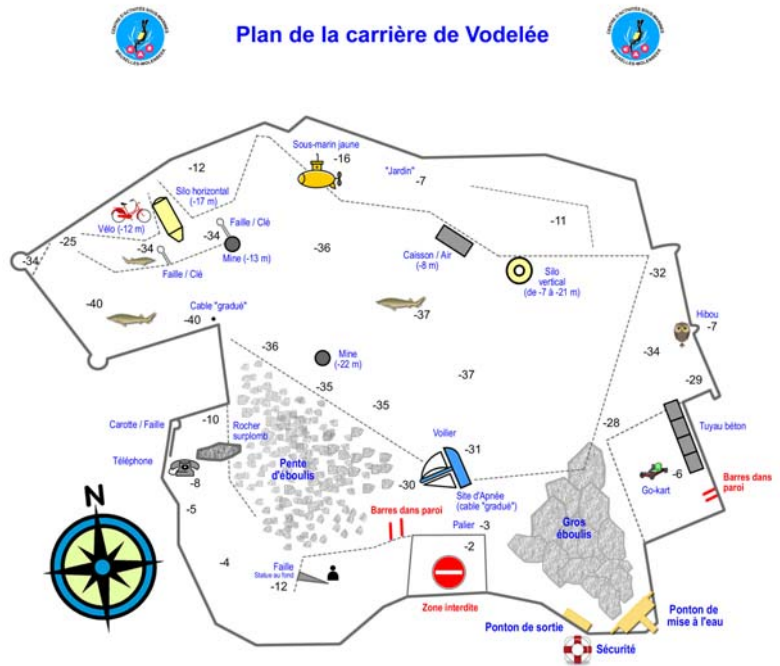 Plan de la carrière de Vodelée
Sous-marin jaune
-16
"Jardin"
-7
-12
Silo horizontal
(-17 m)
Vélo (-12 m)
Faille / Clé
-34
Mine (-13 m)
-25
-34
-34
Faille / Clé
-36
-11
Caisson / Air
(-8 m)
Silo
vertical
(de -7 à -21 m)
-32
-40
Cable "gradué"
-40
-37
Hibou
-7
-34
-36
Mine
(-22 m)
-35
-37
-29
-35
-28
Carotte / Faille
-10
Rocher
surplomb
Téléphone
-8
-5
Pente
d'éboulis
Voilier
-31
-30
Site d'Apnée
(cable "gradué")
Tuyau béton
-6
Go-kart
Barres dans
paroi
Barres dans paroi
Palier
-3
-2
Gros
éboulis
N
-4
Faille
Statue au fond
-12
Zone interdite
Ponton de
mise à l'eau
Ponton de sortie
Sécurité